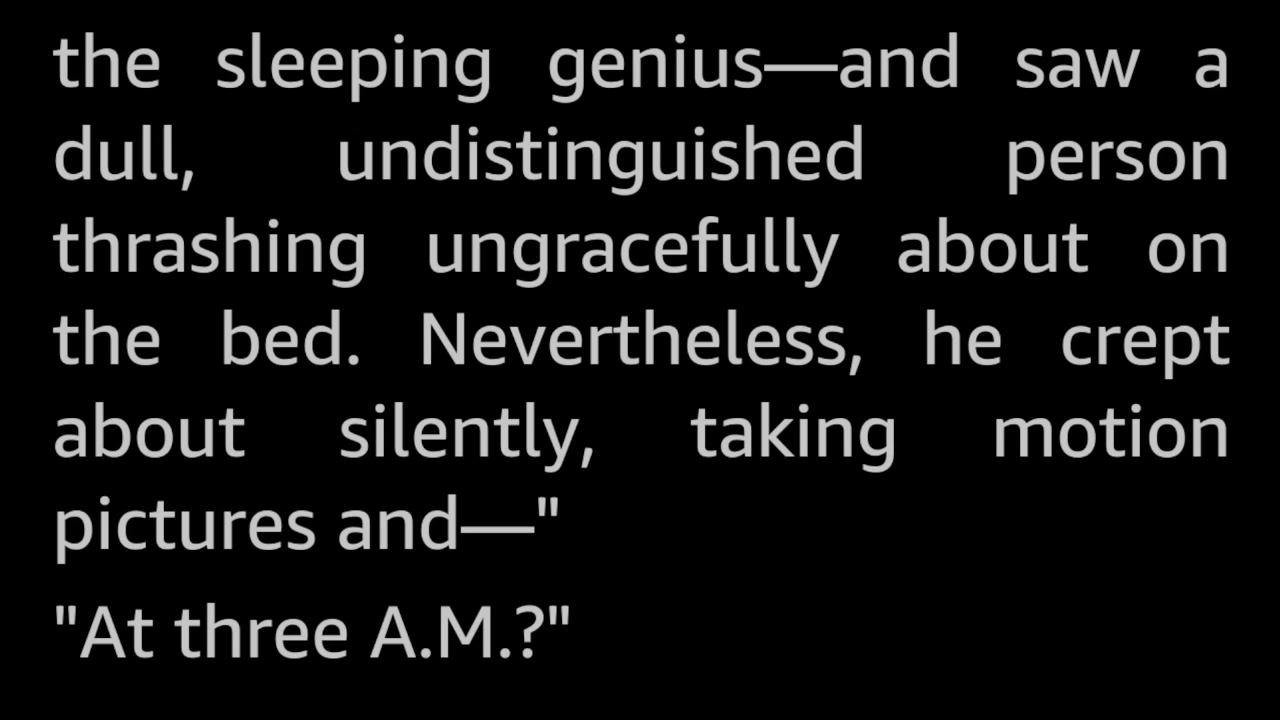 the sleeping genius—and saw a
dull, undistinguished person
thrashing ungracefully about on
the bed. Nevertheless, he crept
about silently, taking motion
pictures and—"
"At three A.M.?"